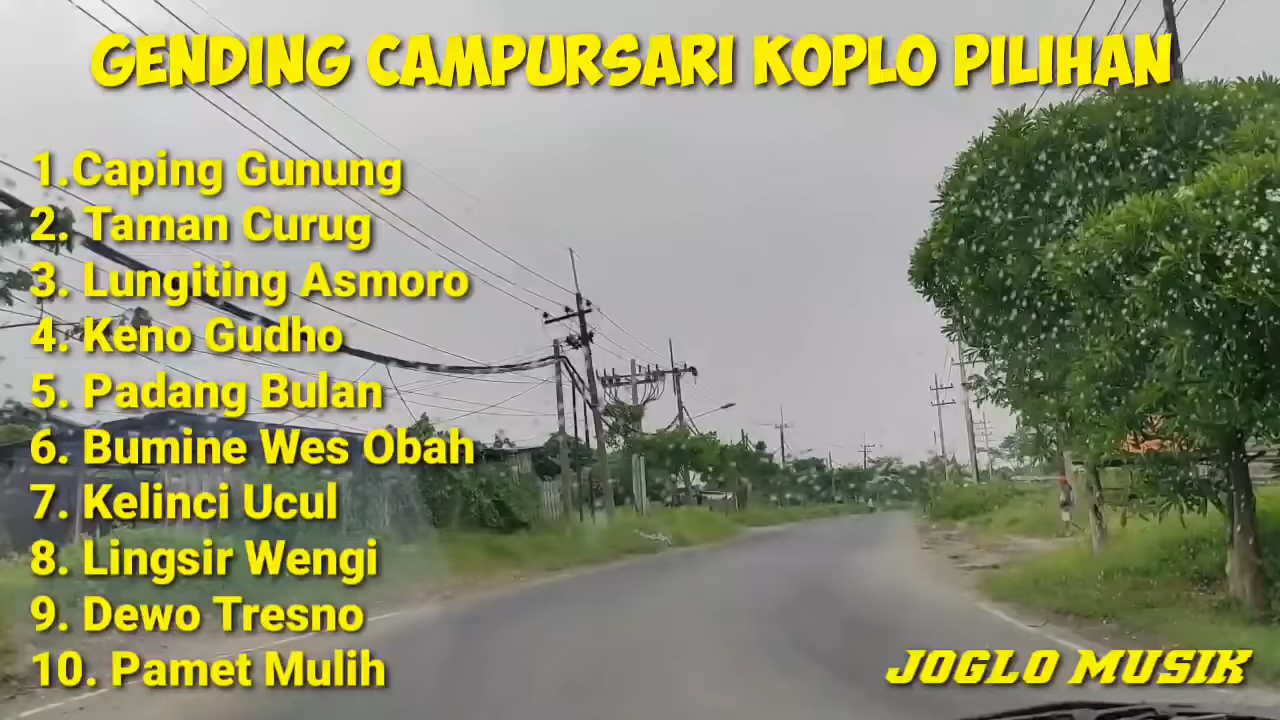 GENDING CAMPURSARI KOPLO PILIHAN
1.Caping Gunung
2. Taman Curug
3. Lungiting Asmoro
4. Keno Gudho
5. Padang Bulan
6. Bumine Wes Obah
7. Kelinci Ucul
8. Lingsir Wengi
9. Dewo Tresno
10. Pamet Mulih
JOGLO MUSIK